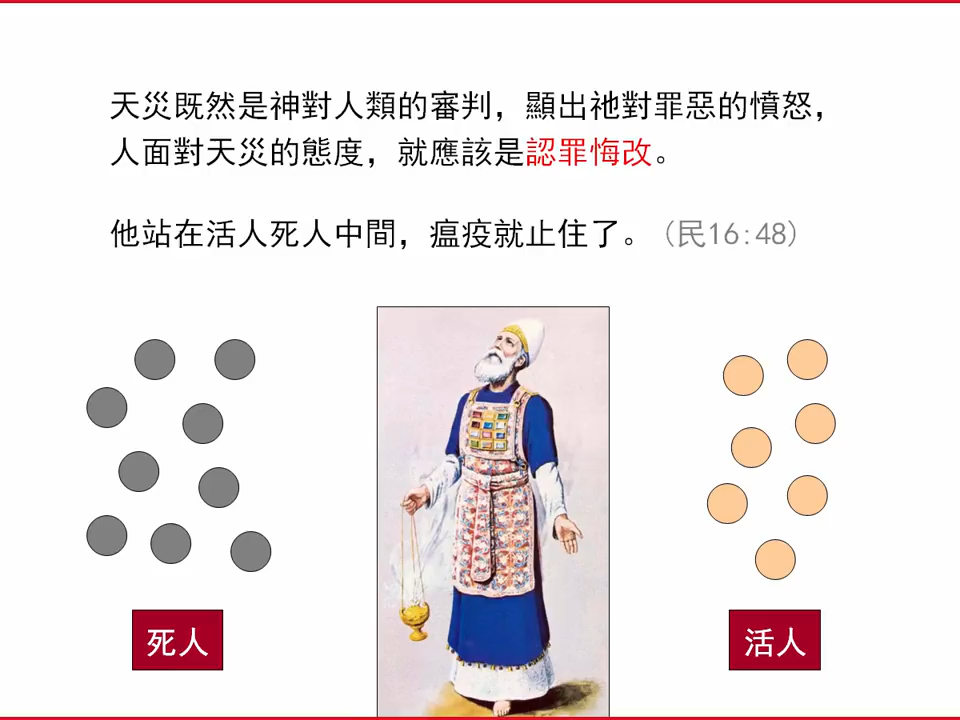 天災既然是神對人類的審判，顯出祂對罪惡的憤怒，
人面對天災的態度，就應該是認罪悔改。
他站在活人死人中間，瘟疫就止住了。(民16:48)
死人
活人